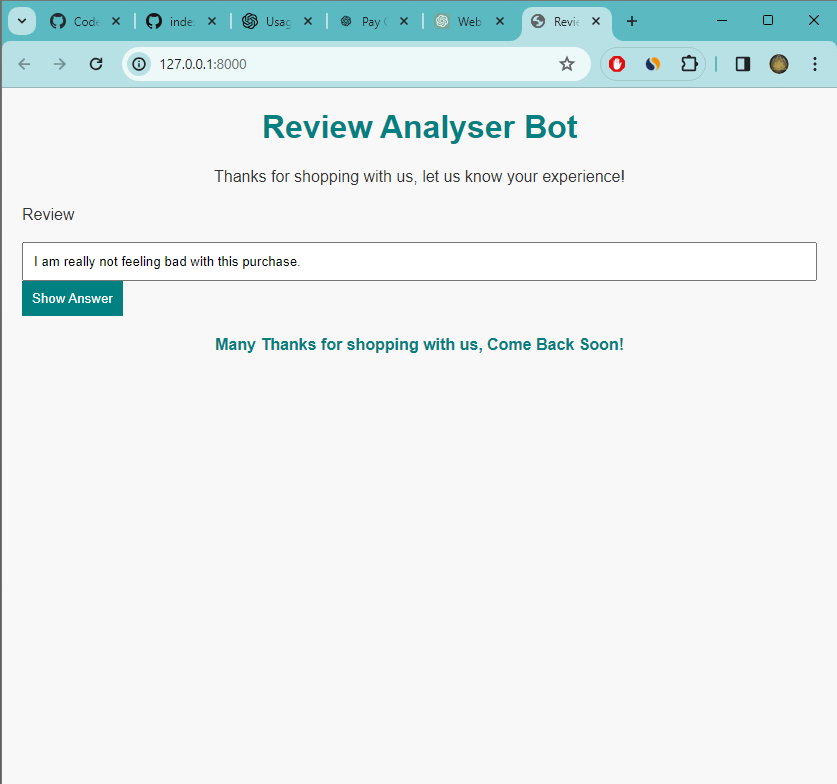 Code
inde
Usag
Pay
Web
Revie
127.0.0.1:8000
Review Analyser Bot
Thanks for shopping with us, let us know your experience!
Review
I am really not feeling bad with this purchase.
Show Answer
Many Thanks for shopping with us, Come Back Soon!